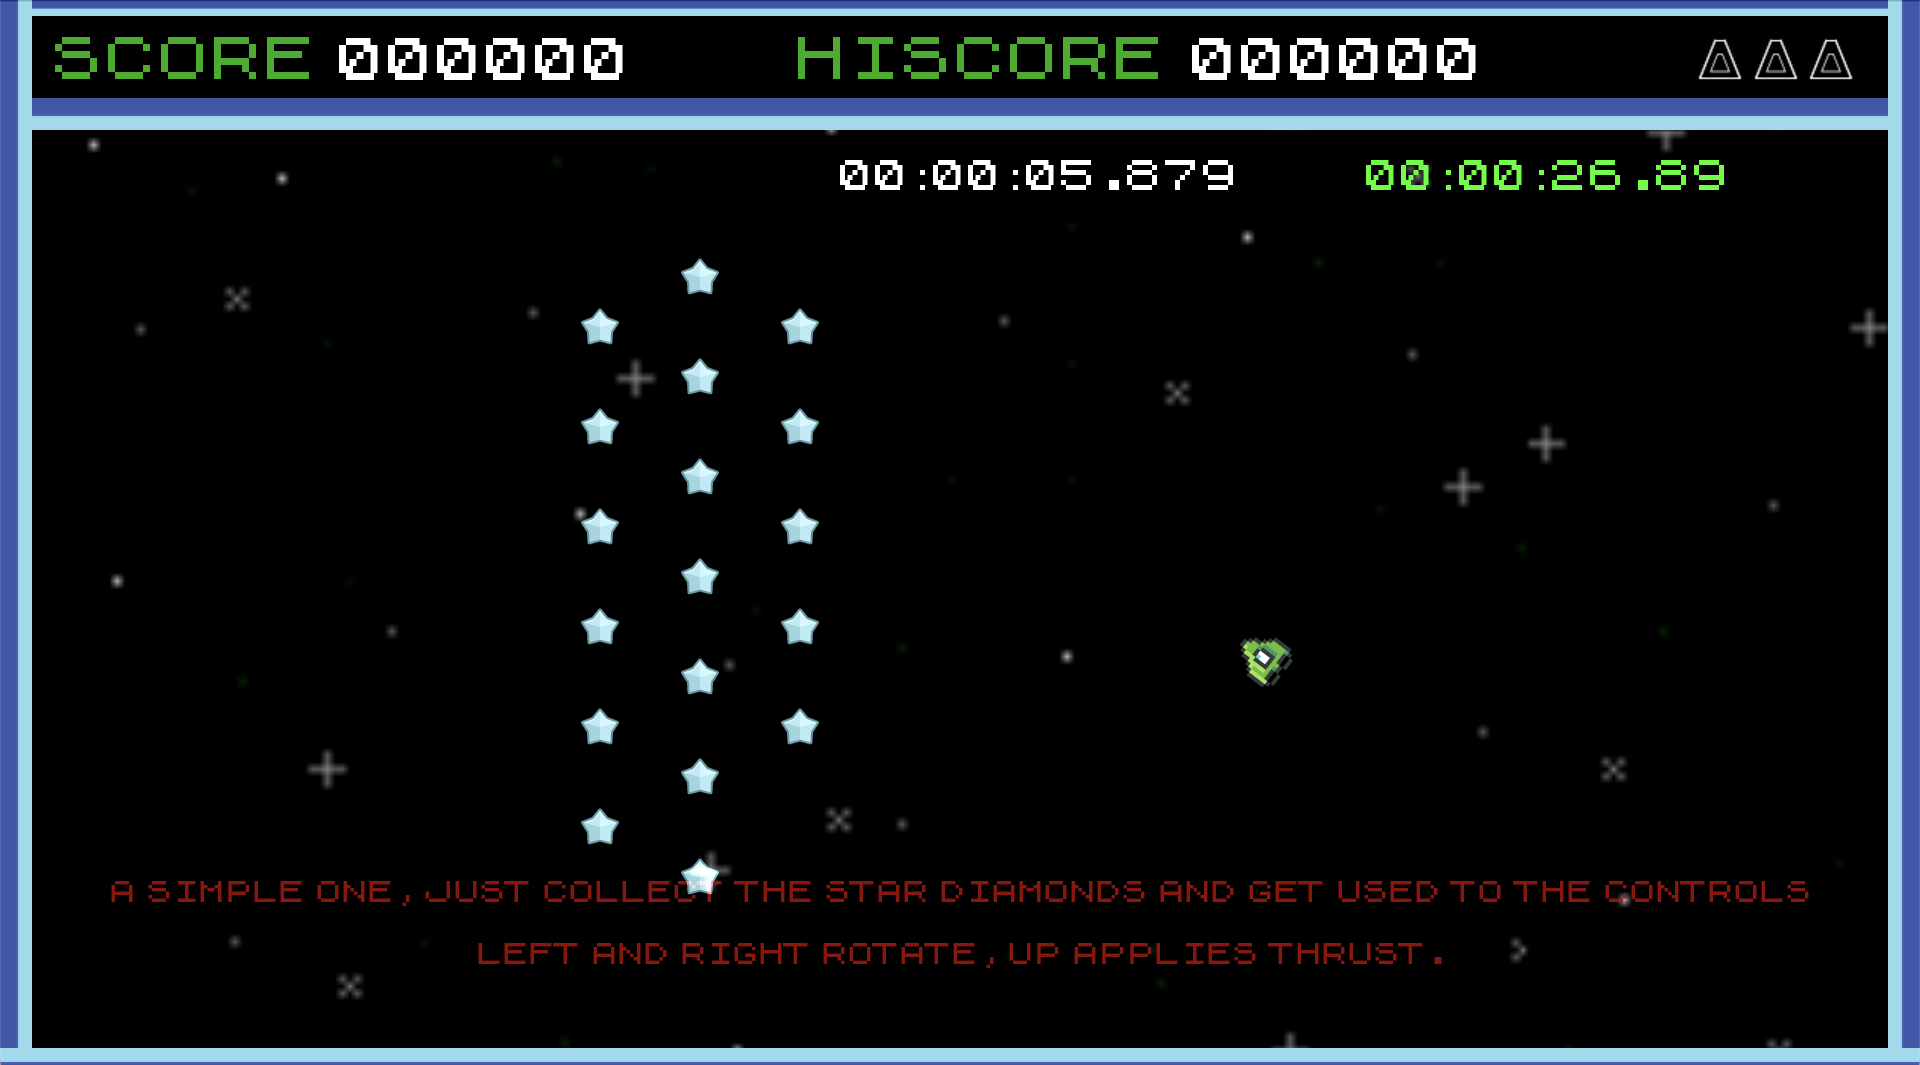 SCORE 000000 HISCORE 000000
00:00:05.879 00:00:26.89
A SIMPLE ONE, JUST COLLECT THE STAR DIAMONDS AND GET USED TO THE CONTROLS
LEFT AND RIGHT ROTATE, UP APPLIES THRUST.